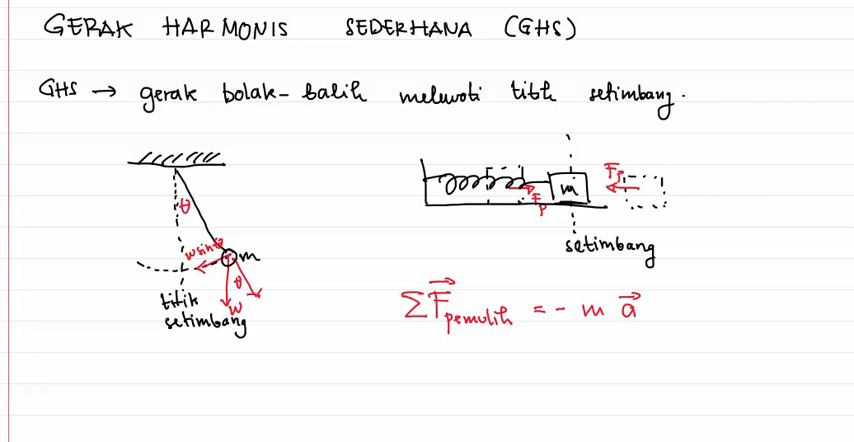 GERAK HARMONIS SEDERHANA (GHS)
GHS → gerak bolak-balik melewati titik setimbang.
θ
w sin θ
m
θ
w
titik
setimbang
m
Fp
Fp
setimbang
ΣF⃗pemulih = - m a⃗